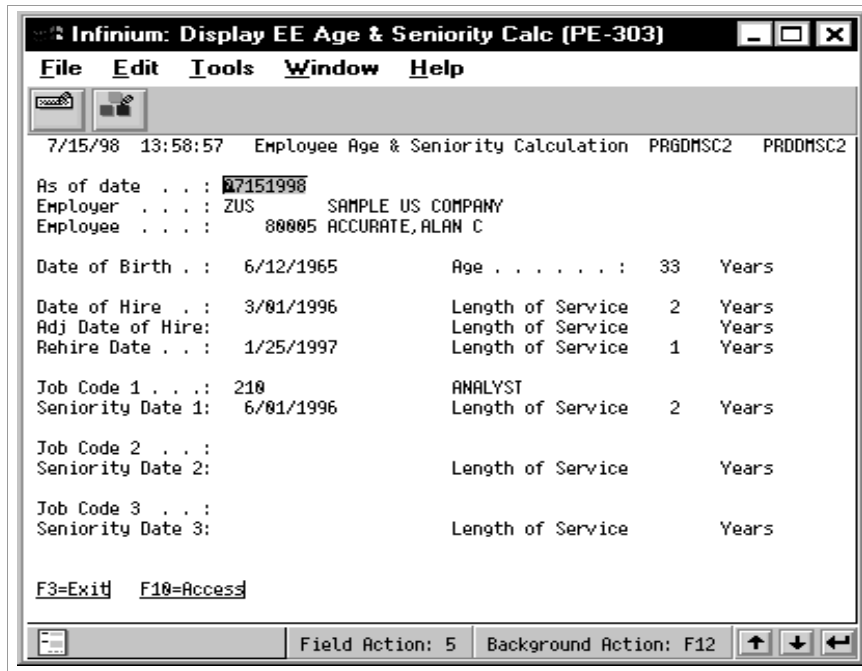 Infinium: Display EE Age & Seniority Calc (PE-303)
File Edit Tools Window Help
7/15/98 13:58:57 Employee Age & Seniority Calculation PRGDMSC2 PRDDMSC2
As of date . . : 07151998
Employer . . . : ZUS SAMPLE US COMPANY
Employee . . . : 80005 ACCURATE,ALAN C
Date of Birth . : 6/12/1965 Age . . . . . . : 33 Years
Date of Hire . : 3/01/1996 Length of Service 2 Years
Adj Date of Hire: Length of Service Years
Rehire Date . . : 1/25/1997 Length of Service 1 Years
Job Code 1 . . .: 210 ANALYST
Seniority Date 1: 6/01/1996 Length of Service 2 Years
Job Code 2 . . :
Seniority Date 2: Length of Service Years
Job Code 3 . . :
Seniority Date 3: Length of Service Years
F3=Exit F10=Access
Field Action: 5 Background Action: F12